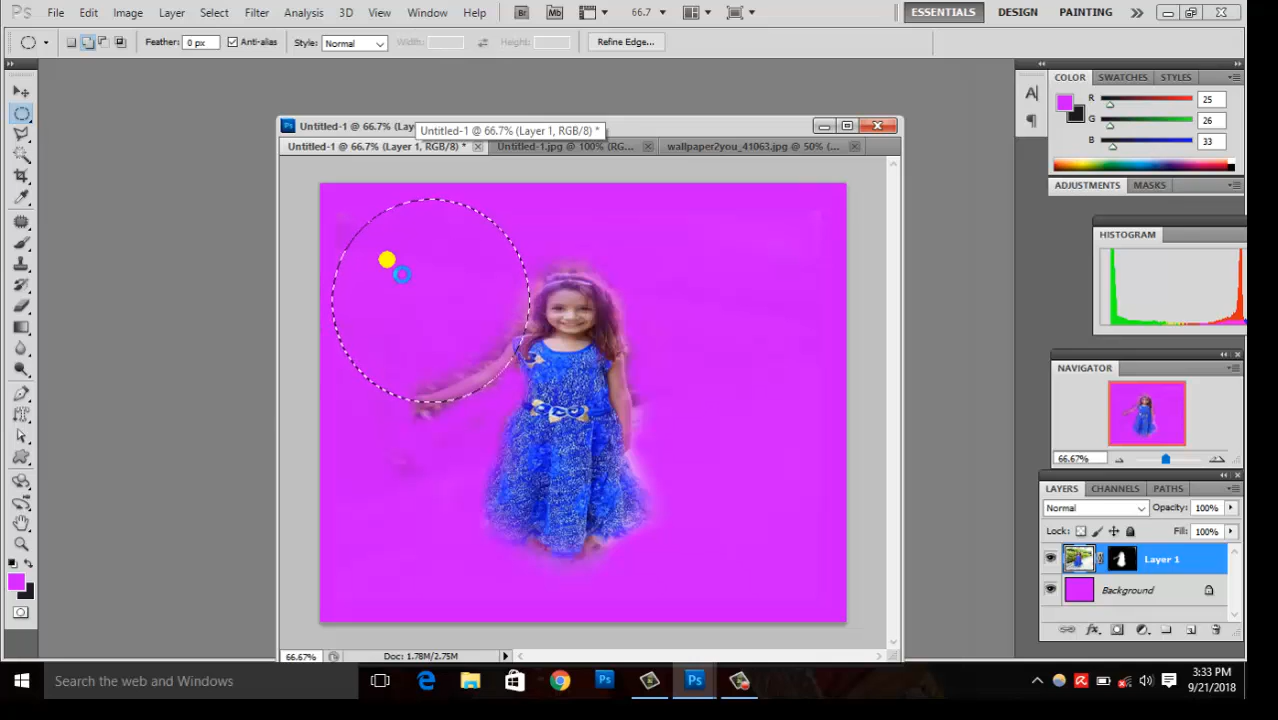 Ps File Edit Image Layer Select Filter Analysis 3D View Window Help Br Mb 66.7 ESSENTIALS DESIGN PAINTING
Feather: 0 px Anti-alias Style: Normal Width: Height: Refine Edge...
COLOR SWATCHES STYLES
R 25
G 26
B 33
Ps Untitled-1 @ 66.7% (Lay
Untitled-1 @ 66.7% (Layer 1, RGB/8) *
Untitled-1 @ 66.7% (Layer 1, RGB/8) * Untitled-1.jpg @ 100% (RG... wallpaper2you_41063.jpg @ 50% (...
ADJUSTMENTS MASKS
HISTOGRAM
NAVIGATOR
66.67%
LAYERS CHANNELS PATHS
Normal Opacity: 100%
Lock: Fill: 100%
Layer 1
Background
fx
66.67% Doc: 1.78M/2.75M
Search the web and Windows Ps Ps
3:33 PM
9/21/2018